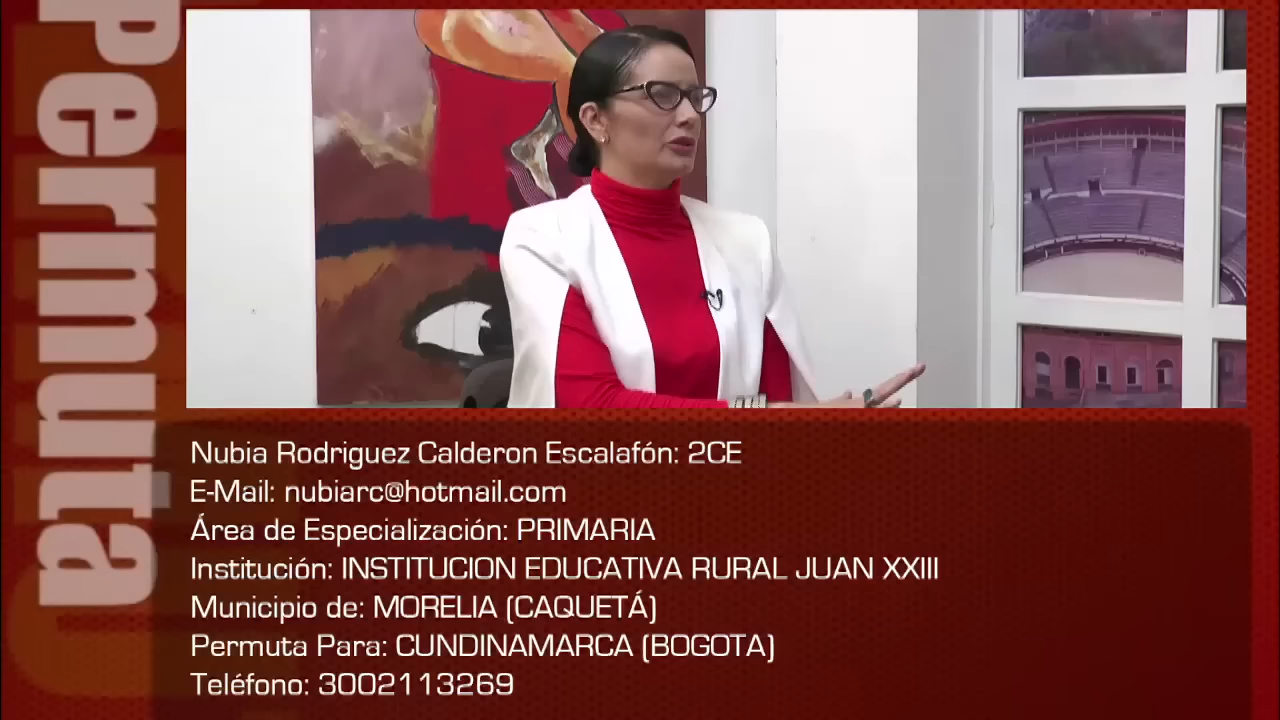 Permuta
Nubia Rodriguez Calderon Escalafón: 2CE
E-Mail: nubiarc@hotmail.com
Área de Especialización: PRIMARIA
Institución: INSTITUCION EDUCATIVA RURAL JUAN XXIII
Municipio de: MORELIA (CAQUETÁ)
Permuta Para: CUNDINAMARCA (BOGOTA)
Teléfono: 3002113269